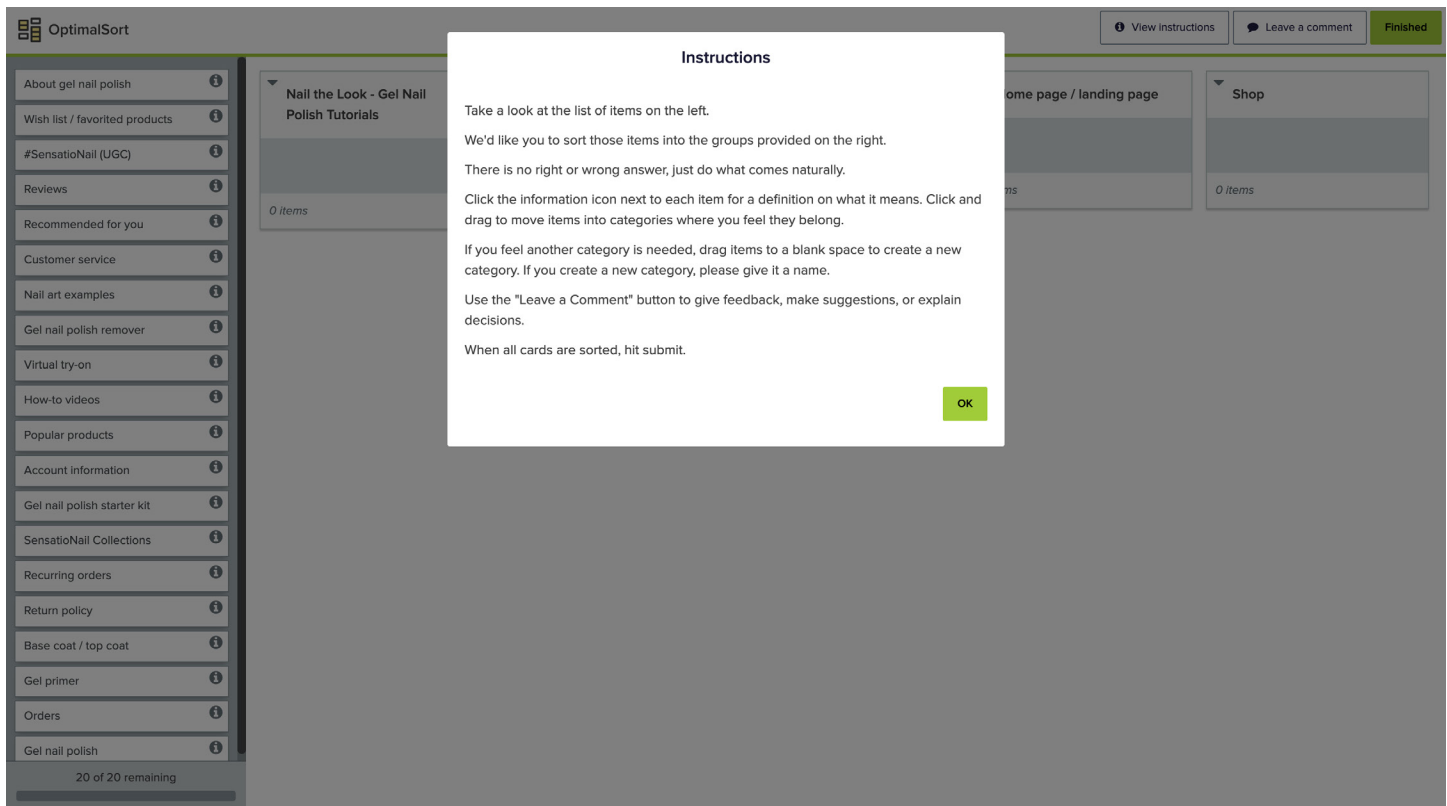 OptimalSort
View instructions
Leave a comment
Finished
About gel nail polish
Wish list / favorited products
#SensatioNail (UGC)
Reviews
Recommended for you
Customer service
Nail art examples
Gel nail polish remover
Virtual try-on
How-to videos
Popular products
Account information
Gel nail polish starter kit
SensatioNail Collections
Recurring orders
Return policy
Base coat / top coat
Gel primer
Orders
Gel nail polish
20 of 20 remaining
Nail the Look - Gel Nail
Polish Tutorials
0 items
Instructions
Take a look at the list of items on the left.
We'd like you to sort those items into the groups provided on the right.
There is no right or wrong answer, just do what comes naturally.
Click the information icon next to each item for a definition on what it means. Click and
drag to move items into categories where you feel they belong.
If you feel another category is needed, drag items to a blank space to create a new
category. If you create a new category, please give it a name.
Use the "Leave a Comment" button to give feedback, make suggestions, or explain
decisions.
When all cards are sorted, hit submit.
OK
ome page / landing page
ms
Shop
0 items